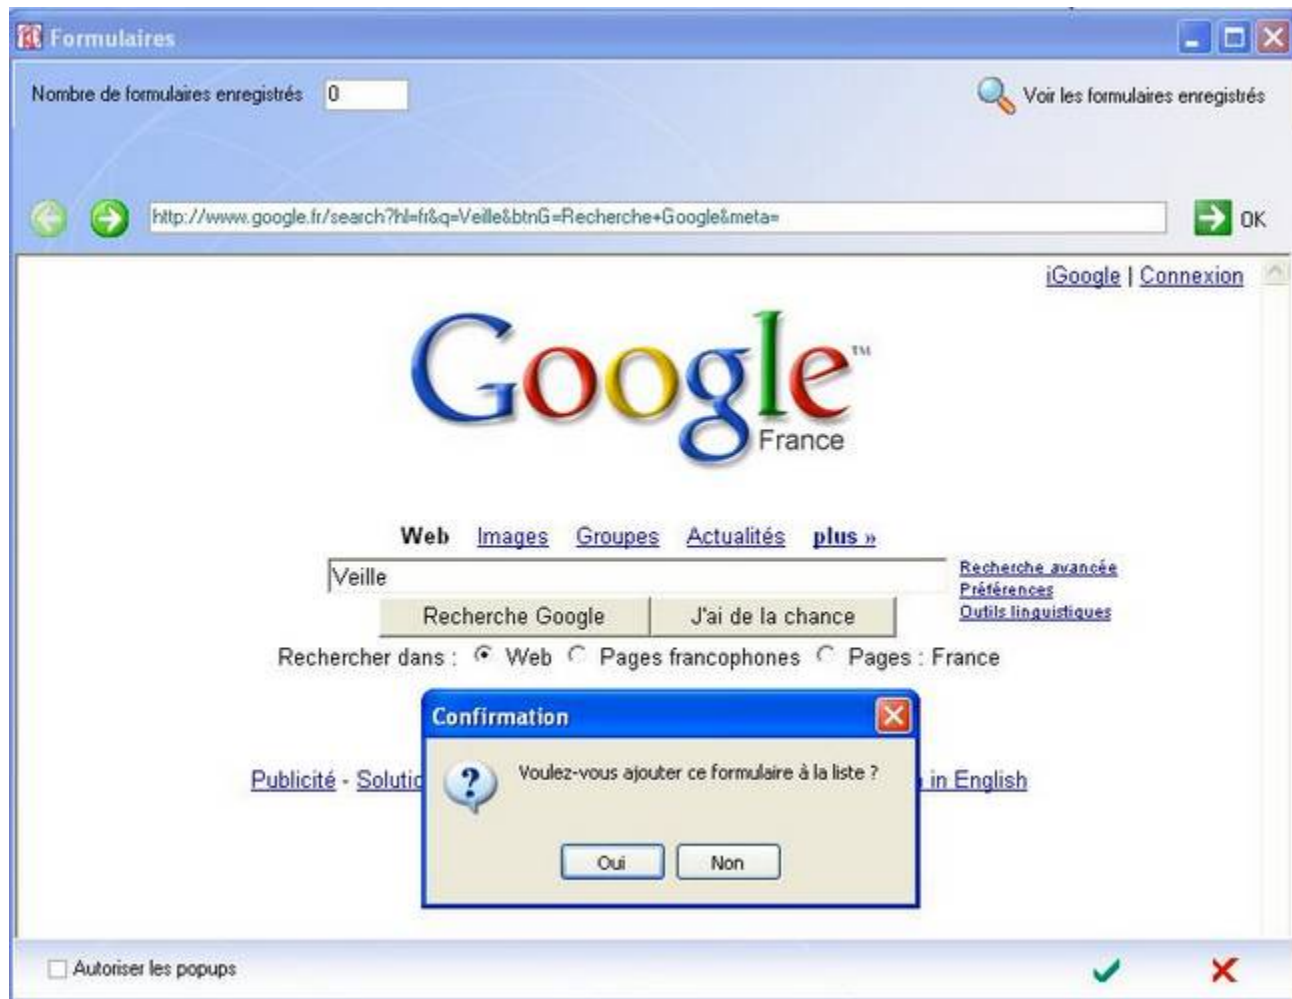 Formulaires
Nombre de formulaires enregistrés 0 Voir les formulaires enregistrés
http://www.google.fr/search?hl=fr&q=Veille&btnG=Recherche+Google&meta= OK
iGoogle | Connexion
Google™
France
Web Images Groupes Actualités plus »
Veille Recherche avancée
Préférences
Recherche Google J'ai de la chance Outils linguistiques
Rechercher dans : Web Pages francophones Pages : France
Confirmation
Voulez-vous ajouter ce formulaire à la liste ?
Publicité - in English
Oui Non
Autoriser les popups